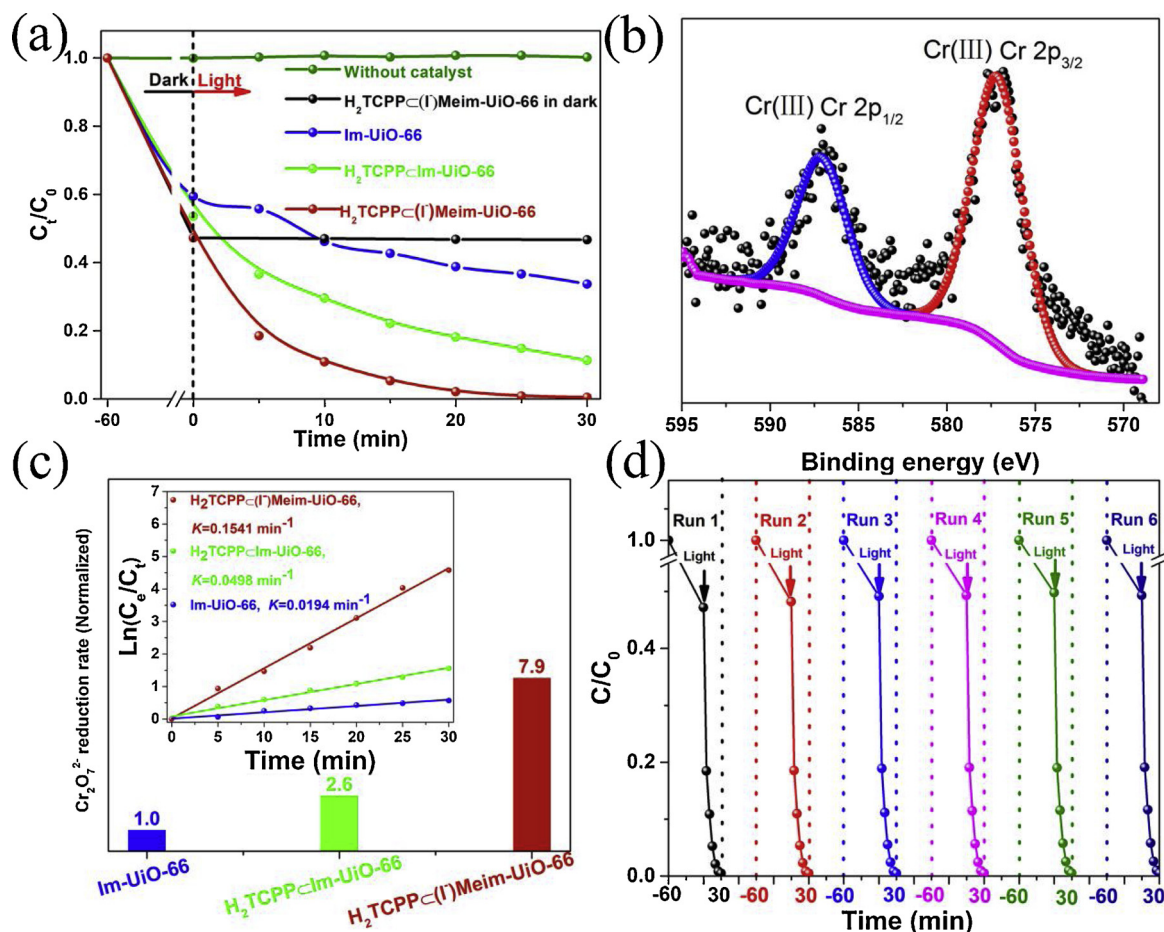 (a)
C_t/C_0
1.0
0.8
0.6
0.4
0.2
0.0
Dark Light
Without catalyst
H₂TCPP⊂(I⁻)Meim-UiO-66 in dark
Im-UiO-66
H₂TCPP⊂Im-UiO-66
H₂TCPP⊂(I⁻)Meim-UiO-66
-60 0 10 20 30
Time (min)
(b)
Cr(III) Cr 2p3/2
Cr(III) Cr 2p1/2
595 590 585 580 575 570
Binding energy (eV)
(c)
Cr₂O₇²⁻ reduction rate (Normalized)
Ln(C_e/C_t)
7
6
5
4
3
2
1
0
H₂TCPP⊂(I⁻)Meim-UiO-66,
K=0.1541 min⁻¹
H₂TCPP⊂Im-UiO-66,
K=0.0498 min⁻¹
Im-UiO-66, K=0.0194 min⁻¹
0 5 10 15 20 25 30
Time (min)
1.0
2.6
7.9
Im-UiO-66
H₂TCPP⊂Im-UiO-66
H₂TCPP⊂(I⁻)Meim-UiO-66
(d)
C/C₀
1.0
0.4
0.2
0
Run 1 Run 2 Run 3 Run 4 Run 5 Run 6
Light Light Light Light Light Light
-60 30 -60 30 -60 30 -60 30 -60 30 -60 30
Time (min)